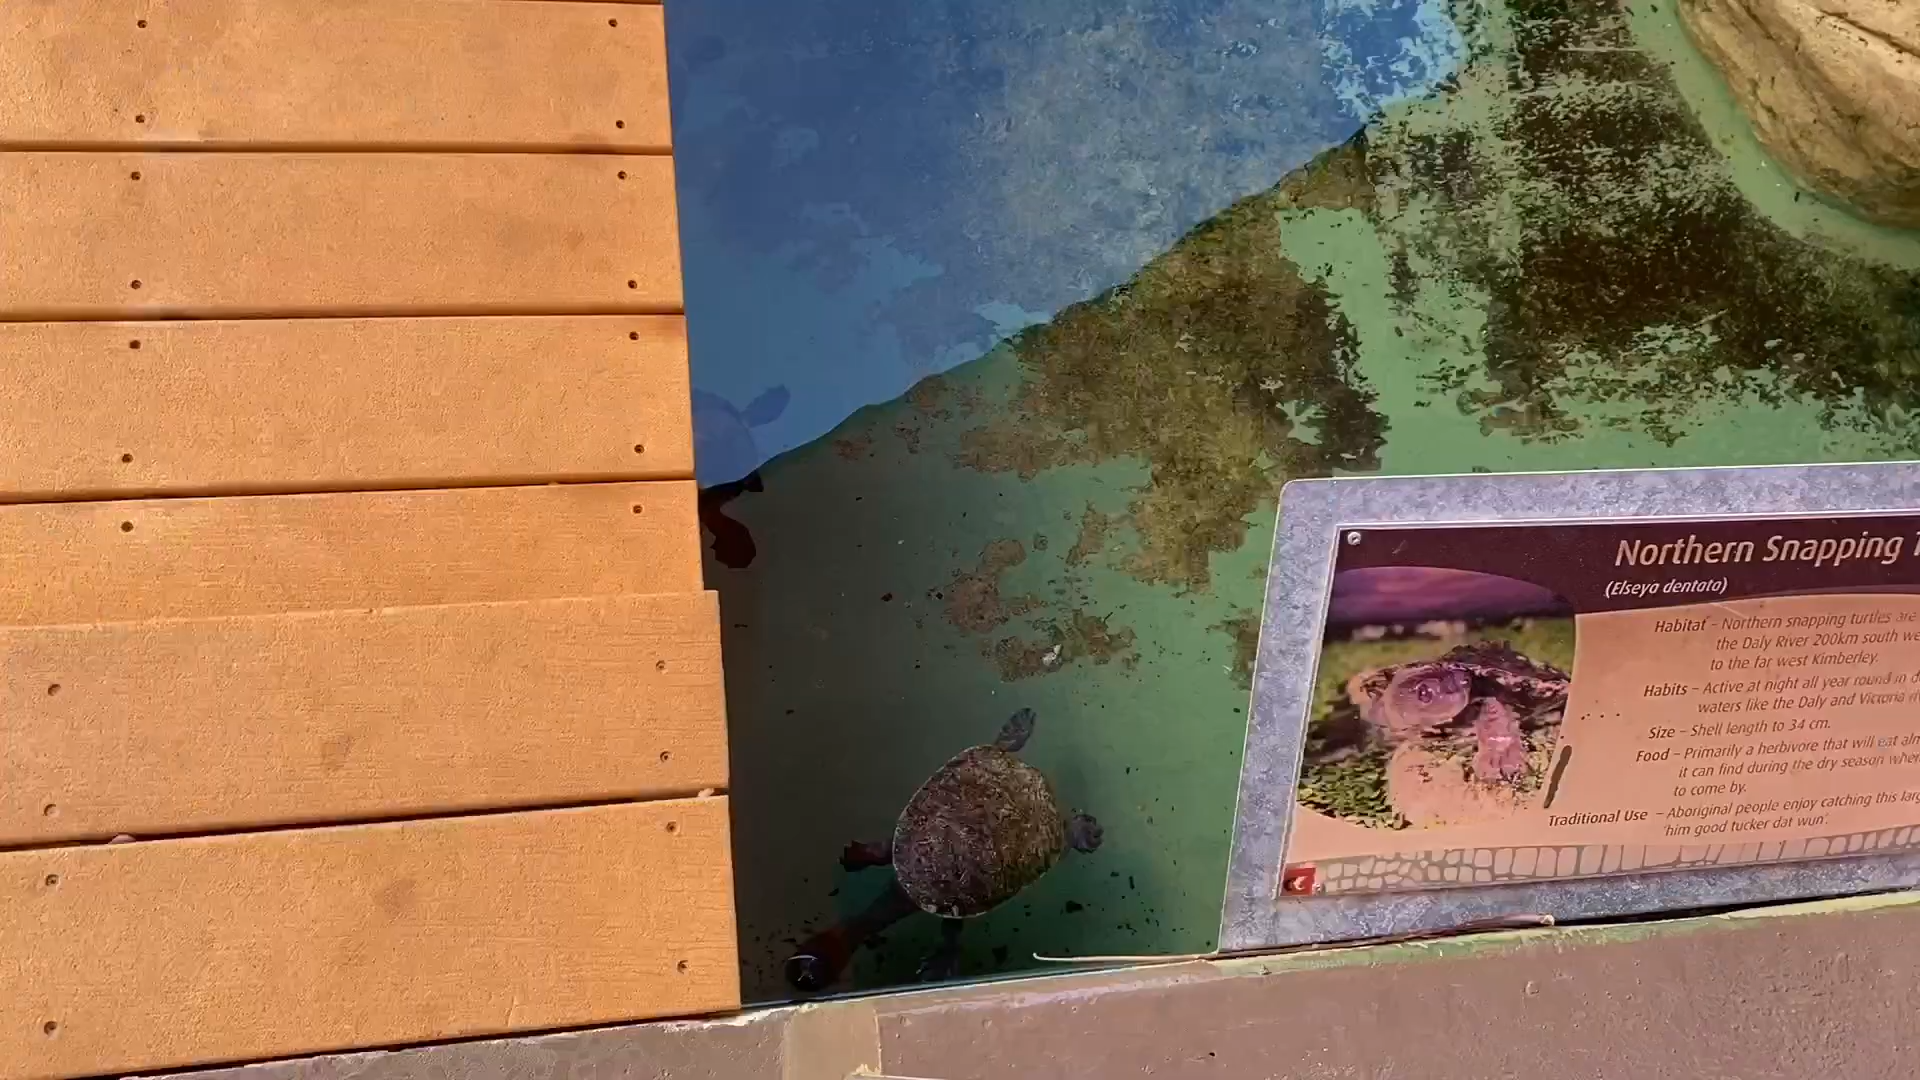 Northern Snapping
(Elseya dentata)
Habitat – Northern snapping turtles are
the Daly River 200km south we
to the far west Kimberley.
Habits – Active at night all year round in d
waters like the Daly and Victoria
Size – Shell length to 34 cm.
Food – Primarily a herbivore that will eat alm
it can find during the dry season when
to come by.
Traditional Use – Aboriginal people enjoy catching this larg
'him good tucker dat wun'.